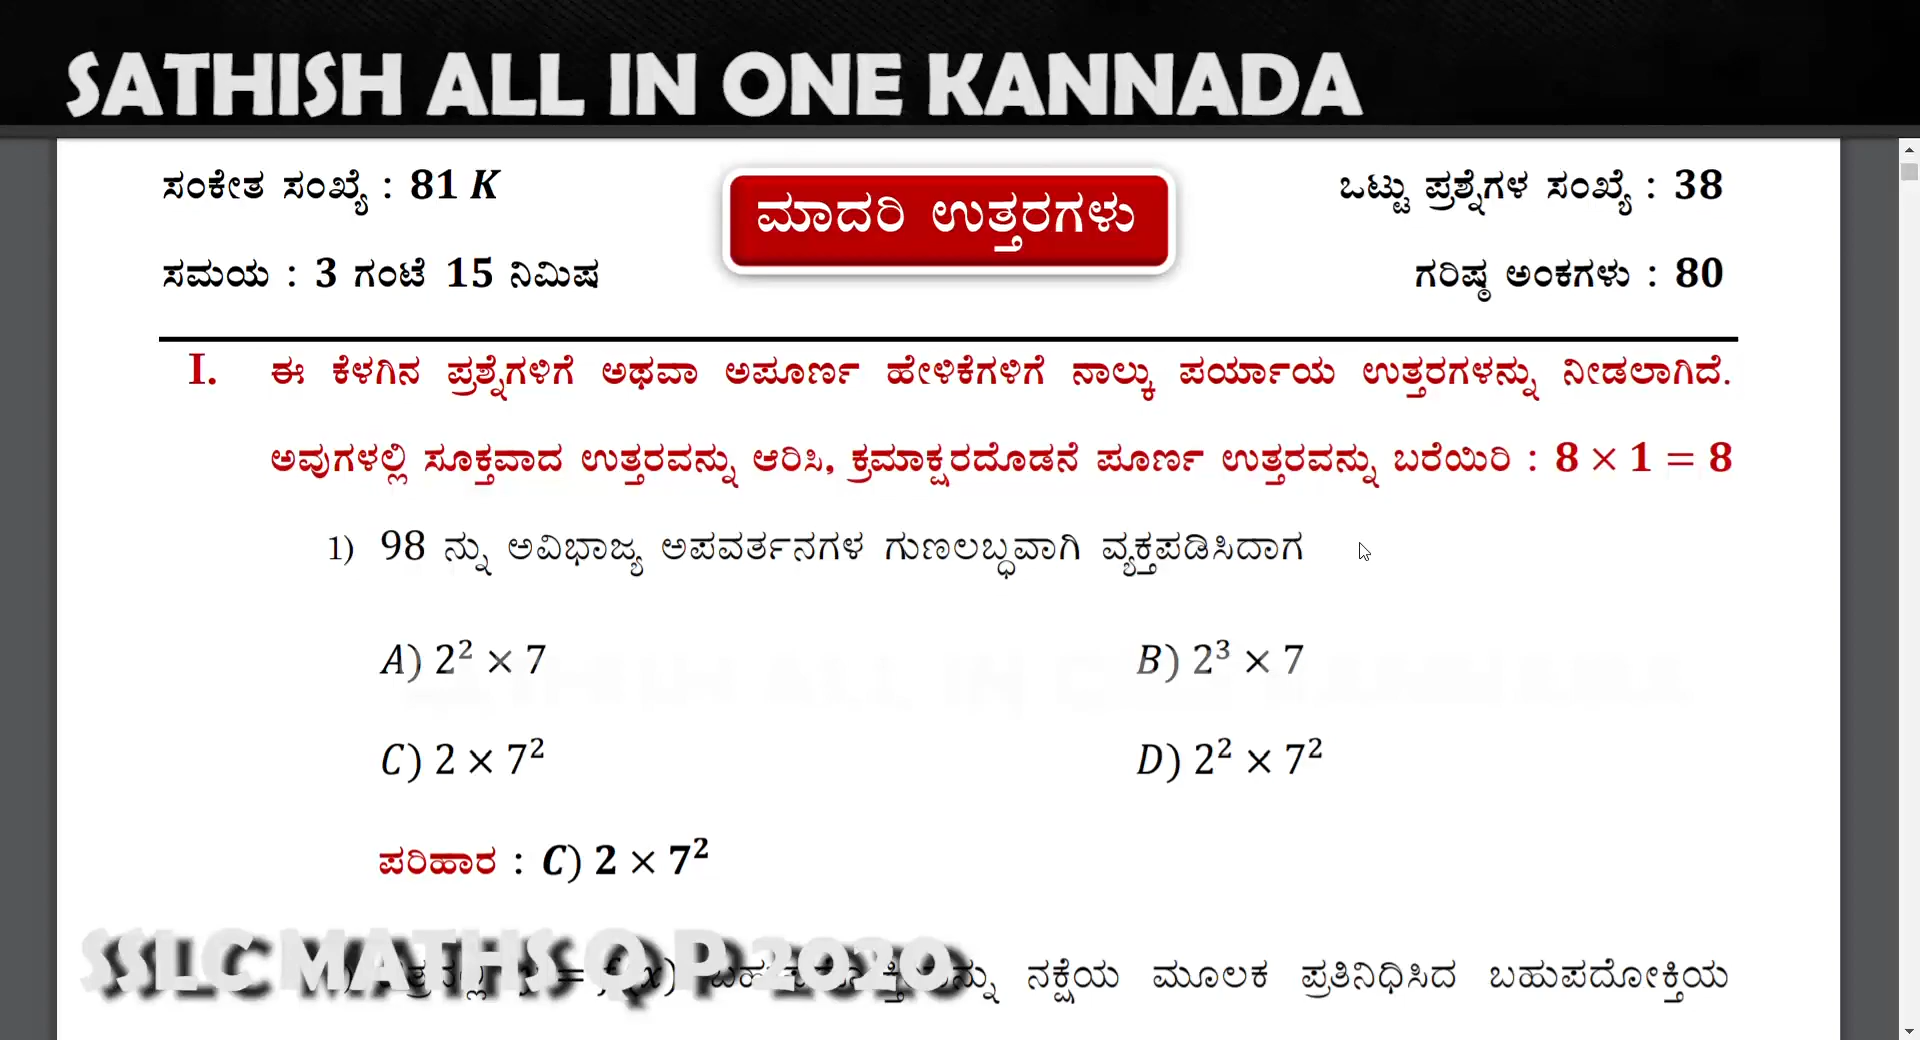 SATHISH ALL IN ONE KANNADA
ಸಂಕೇತ ಸಂಖ್ಯೆ : 81 K
ಮಾದರಿ ಉತ್ತರಗಳು
ಒಟ್ಟು ಪ್ರಶ್ನೆಗಳ ಸಂಖ್ಯೆ : 38
ಸಮಯ : 3 ಗಂಟೆ 15 ನಿಮಿಷ
ಗರಿಷ್ಠ ಅಂಕಗಳು : 80
I. ಈ ಕೆಳಗಿನ ಪ್ರಶ್ನೆಗಳಿಗೆ ಅಥವಾ ಅಪೂರ್ಣ ಹೇಳಿಕೆಗಳಿಗೆ ನಾಲ್ಕು ಪರ್ಯಾಯ ಉತ್ತರಗಳನ್ನು ನೀಡಲಾಗಿದೆ.
ಅವುಗಳಲ್ಲಿ ಸೂಕ್ತವಾದ ಉತ್ತರವನ್ನು ಆರಿಸಿ, ಕ್ರಮಾಕ್ಷರದೊಡನೆ ಪೂರ್ಣ ಉತ್ತರವನ್ನು ಬರೆಯಿರಿ : 8 × 1 = 8
1) 98 ನ್ನು ಅವಿಭಾಜ್ಯ ಅಪವರ್ತನಗಳ ಗುಣಲಬ್ಧವಾಗಿ ವ್ಯಕ್ತಪಡಿಸಿದಾಗ
A) 2² × 7
B) 2³ × 7
C) 2 × 7²
D) 2² × 7²
ಪರಿಹಾರ : C) 2 × 7²
SSLC MATHS Q P 2020
ನಕ್ಷೆಯ ಮೂಲಕ ಪ್ರತಿನಿಧಿಸಿದ ಬಹುಪದೋಕ್ತಿಯ